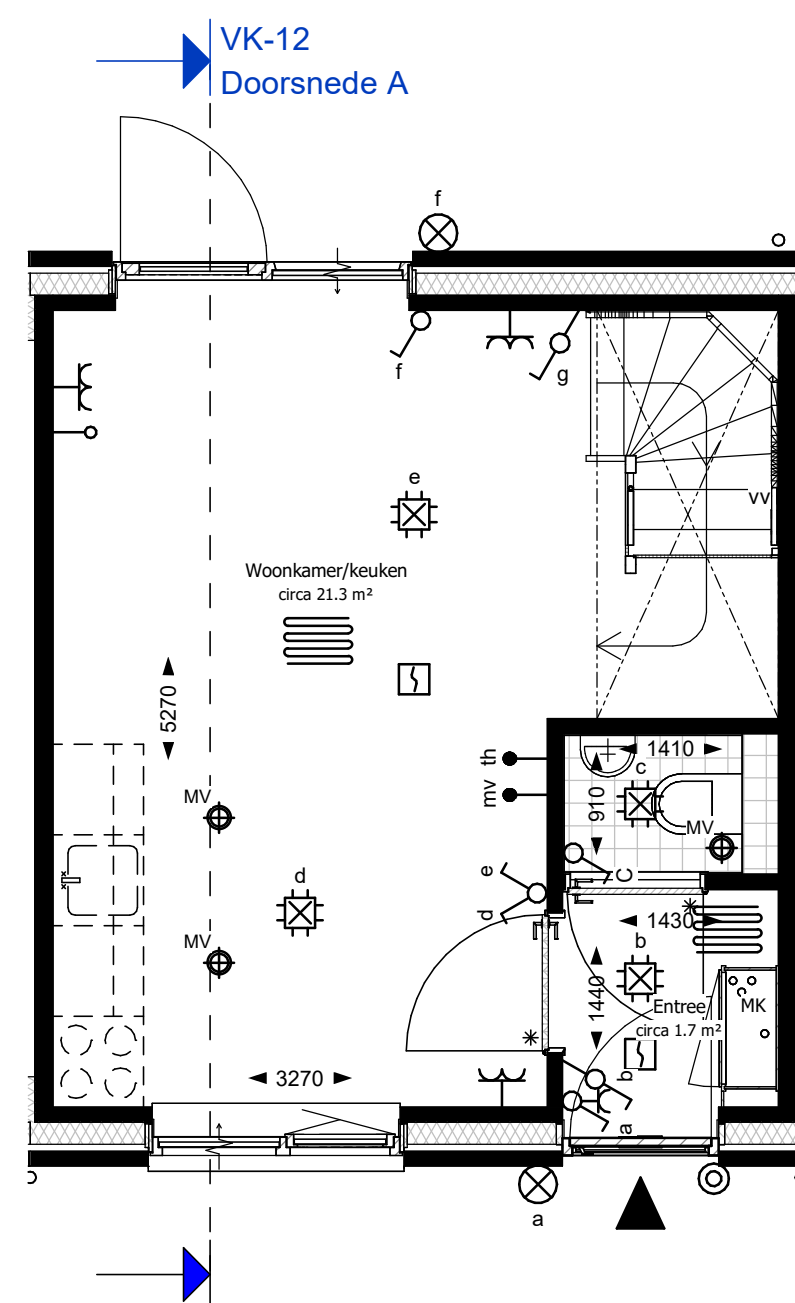 VK-12
Doorsnede A
f
f
g
e
VV
Woonkamer/keuken
circa 21.3 m²
5270
th
mv
1410
c
910
MV
MV
C
e
d
d
MV
1430
b
1440
Entree
circa 1.7 m²
MK
b
3270
a
a